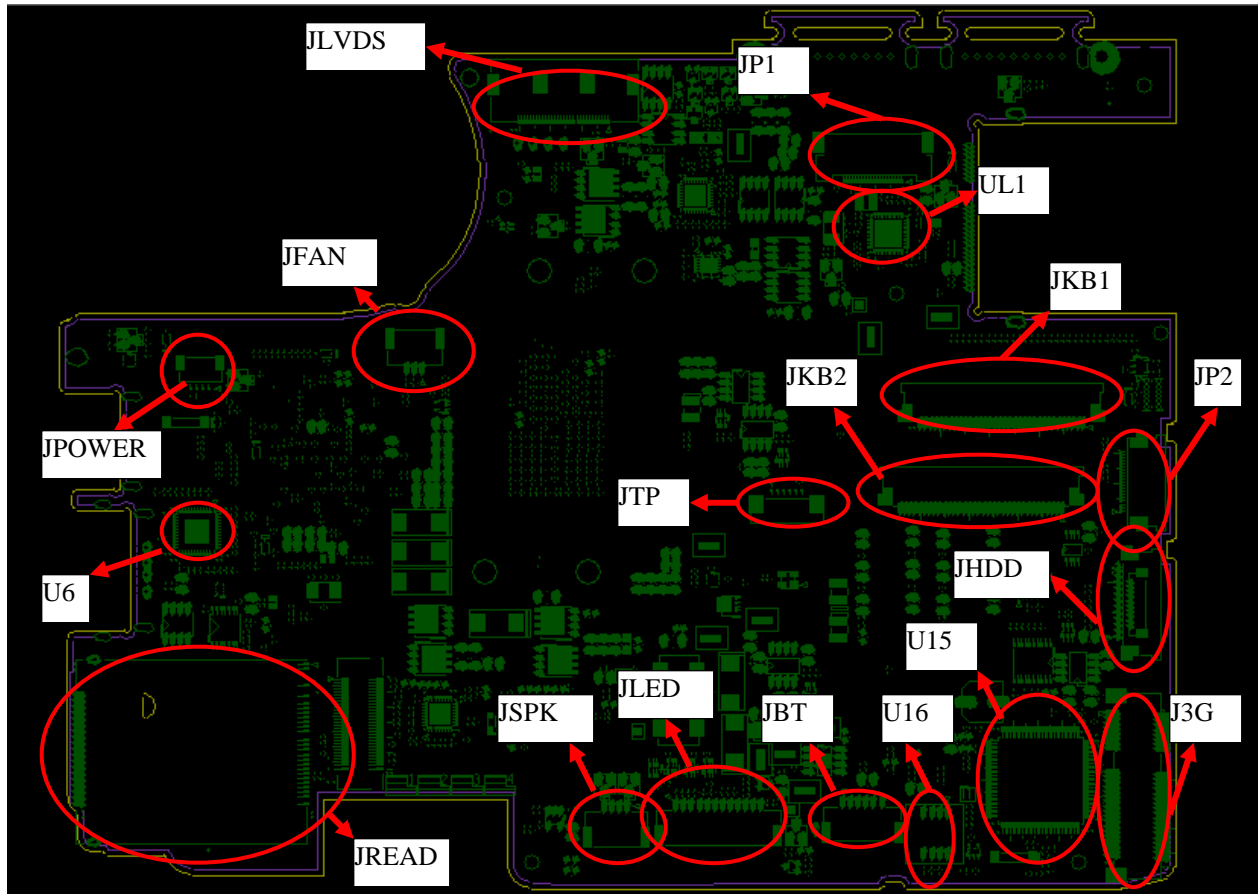 JLVDS
JP1
UL1
JFAN
JKB1
JKB2
JP2
JPOWER
JTP
JHDD
U6
U15
JLED
JSPK
JBT
U16
J3G
JREAD